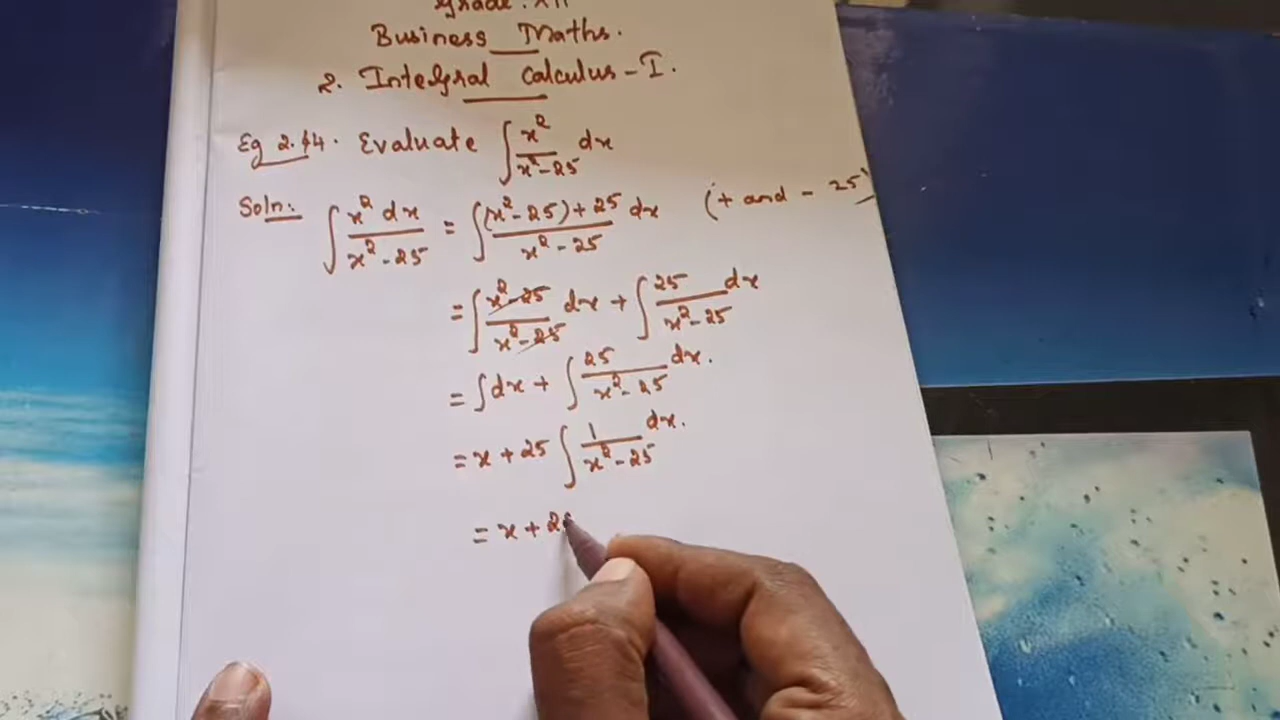 Grade: XII
Business Maths.
2. Integral Calculus - I.
Eg 2.44. Evaluate ∫ x²/(x²-25) dx
Soln: ∫ x² dx/(x²-25) = ∫ ((x²-25)+25)/(x²-25) dx (+ and - 25)
= ∫ (x²-25)/(x²-25) dx + ∫ 25/(x²-25) dx
= ∫dx + ∫ 25/(x²-25) dx.
= x + 25 ∫ 1/(x²-25) dx.
= x + 25